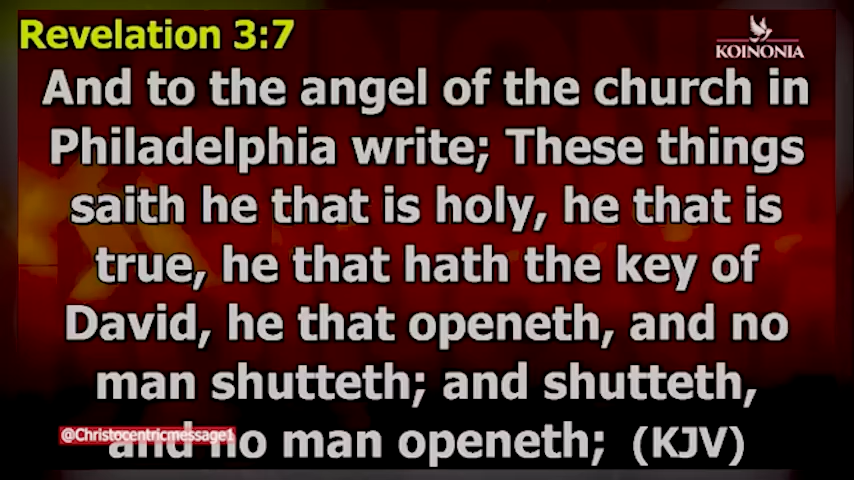 Revelation 3:7
KOINONIA
And to the angel of the church in
Philadelphia write; These things
saith he that is holy, he that is
true, he that hath the key of
David, he that openeth, and no
man shutteth; and shutteth,
and no man openeth; (KJV)
@Christocentricmessage1